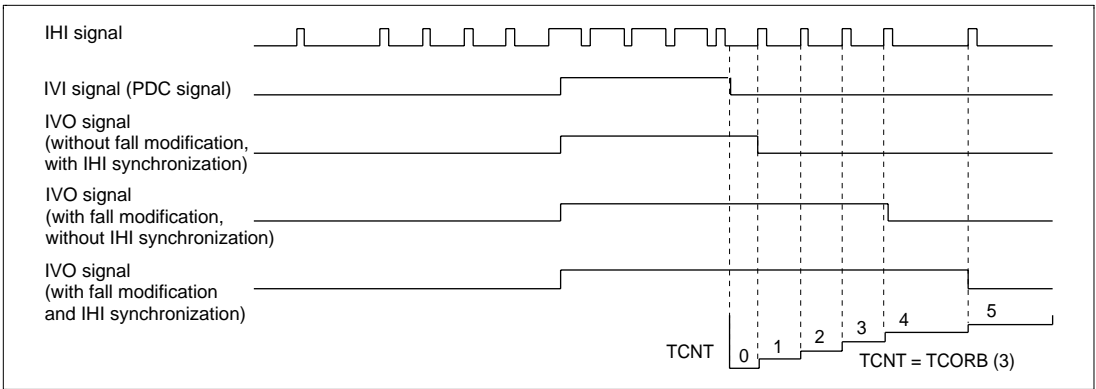 IHI signal
IVI signal (PDC signal)
IVO signal
(without fall modification,
with IHI synchronization)
IVO signal
(with fall modification,
without IHI synchronization)
IVO signal
(with fall modification
and IHI synchronization)
TCNT 0 1 2 3 4 5
TCNT = TCORB (3)